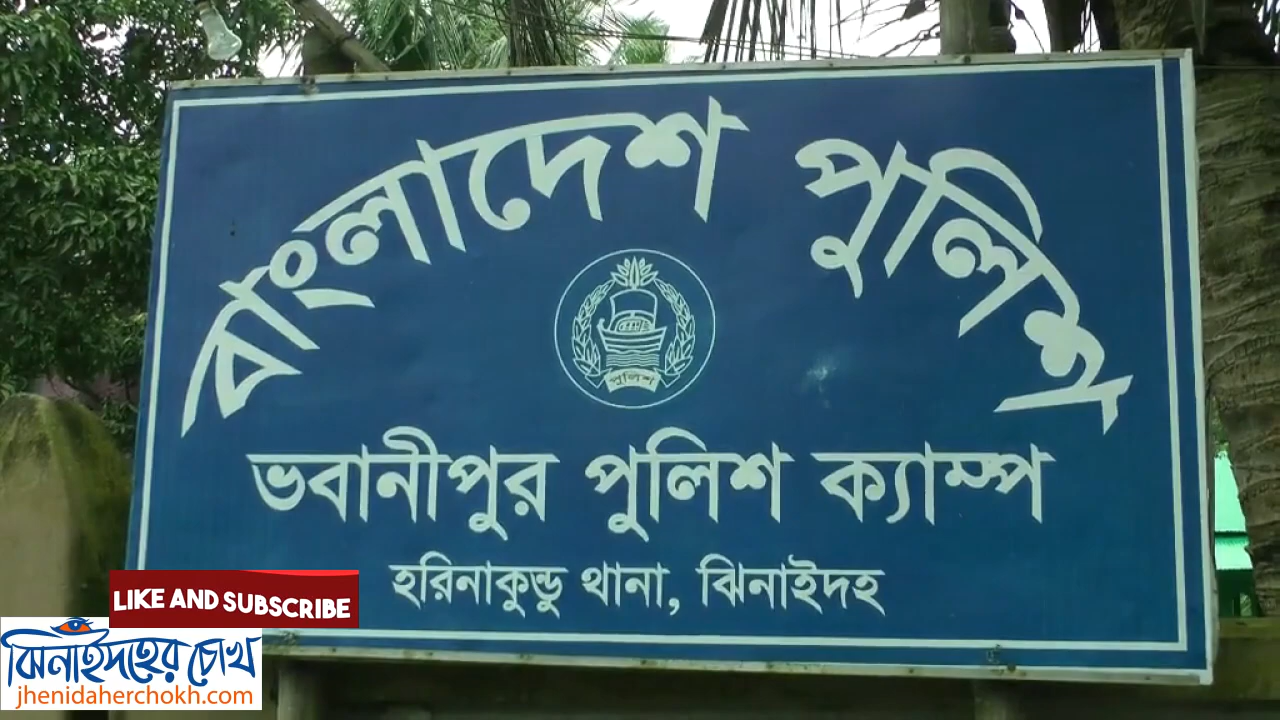 বাংলাদেশ পুলিশ
পুলিশ
ভবানীপুর পুলিশ ক্যাম্প
হরিনাকুন্ডু থানা, ঝিনাইদহ
LIKE AND SUBSCRIBE
ঝিনাইদহের চোখ
jhenidaherchokh.com